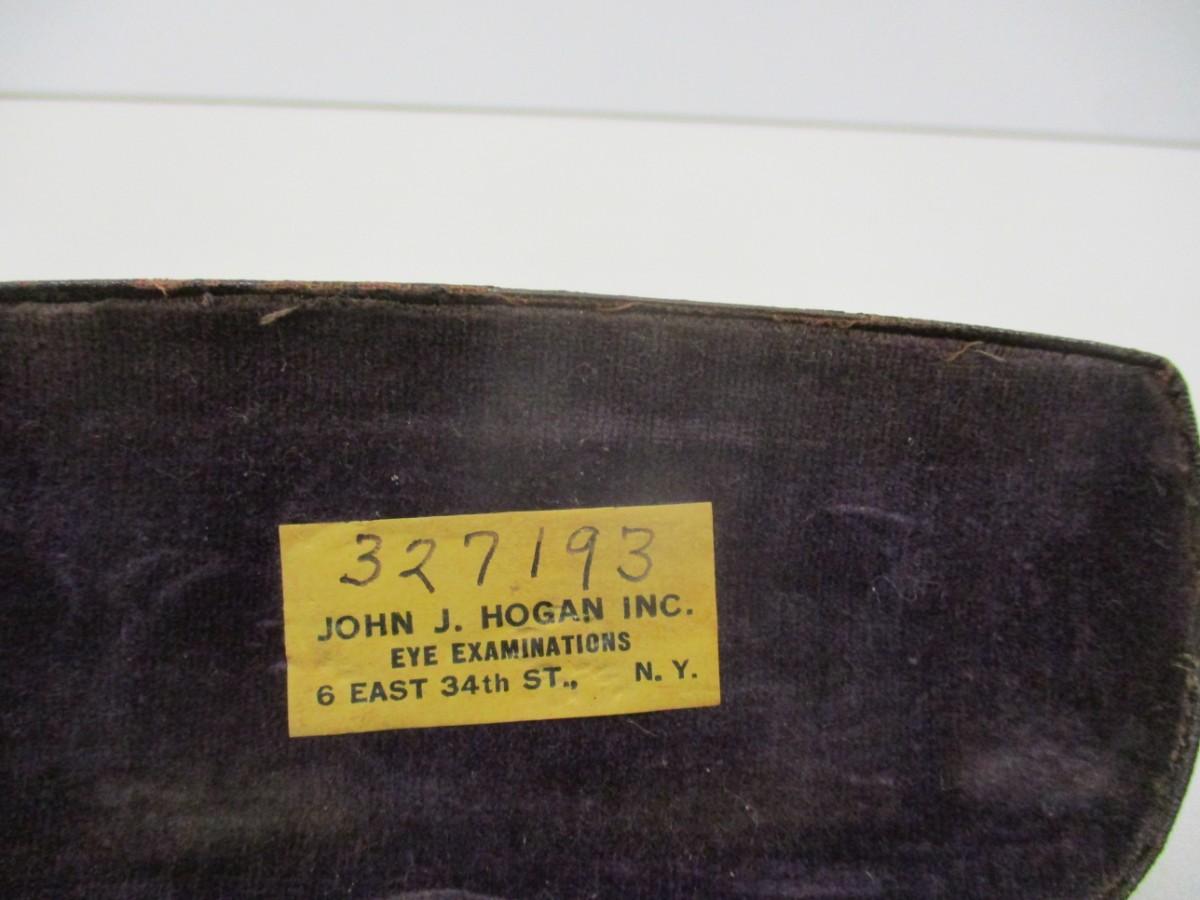 327193
JOHN J. HOGAN INC.
EYE EXAMINATIONS
6 EAST 34th ST., N. Y.